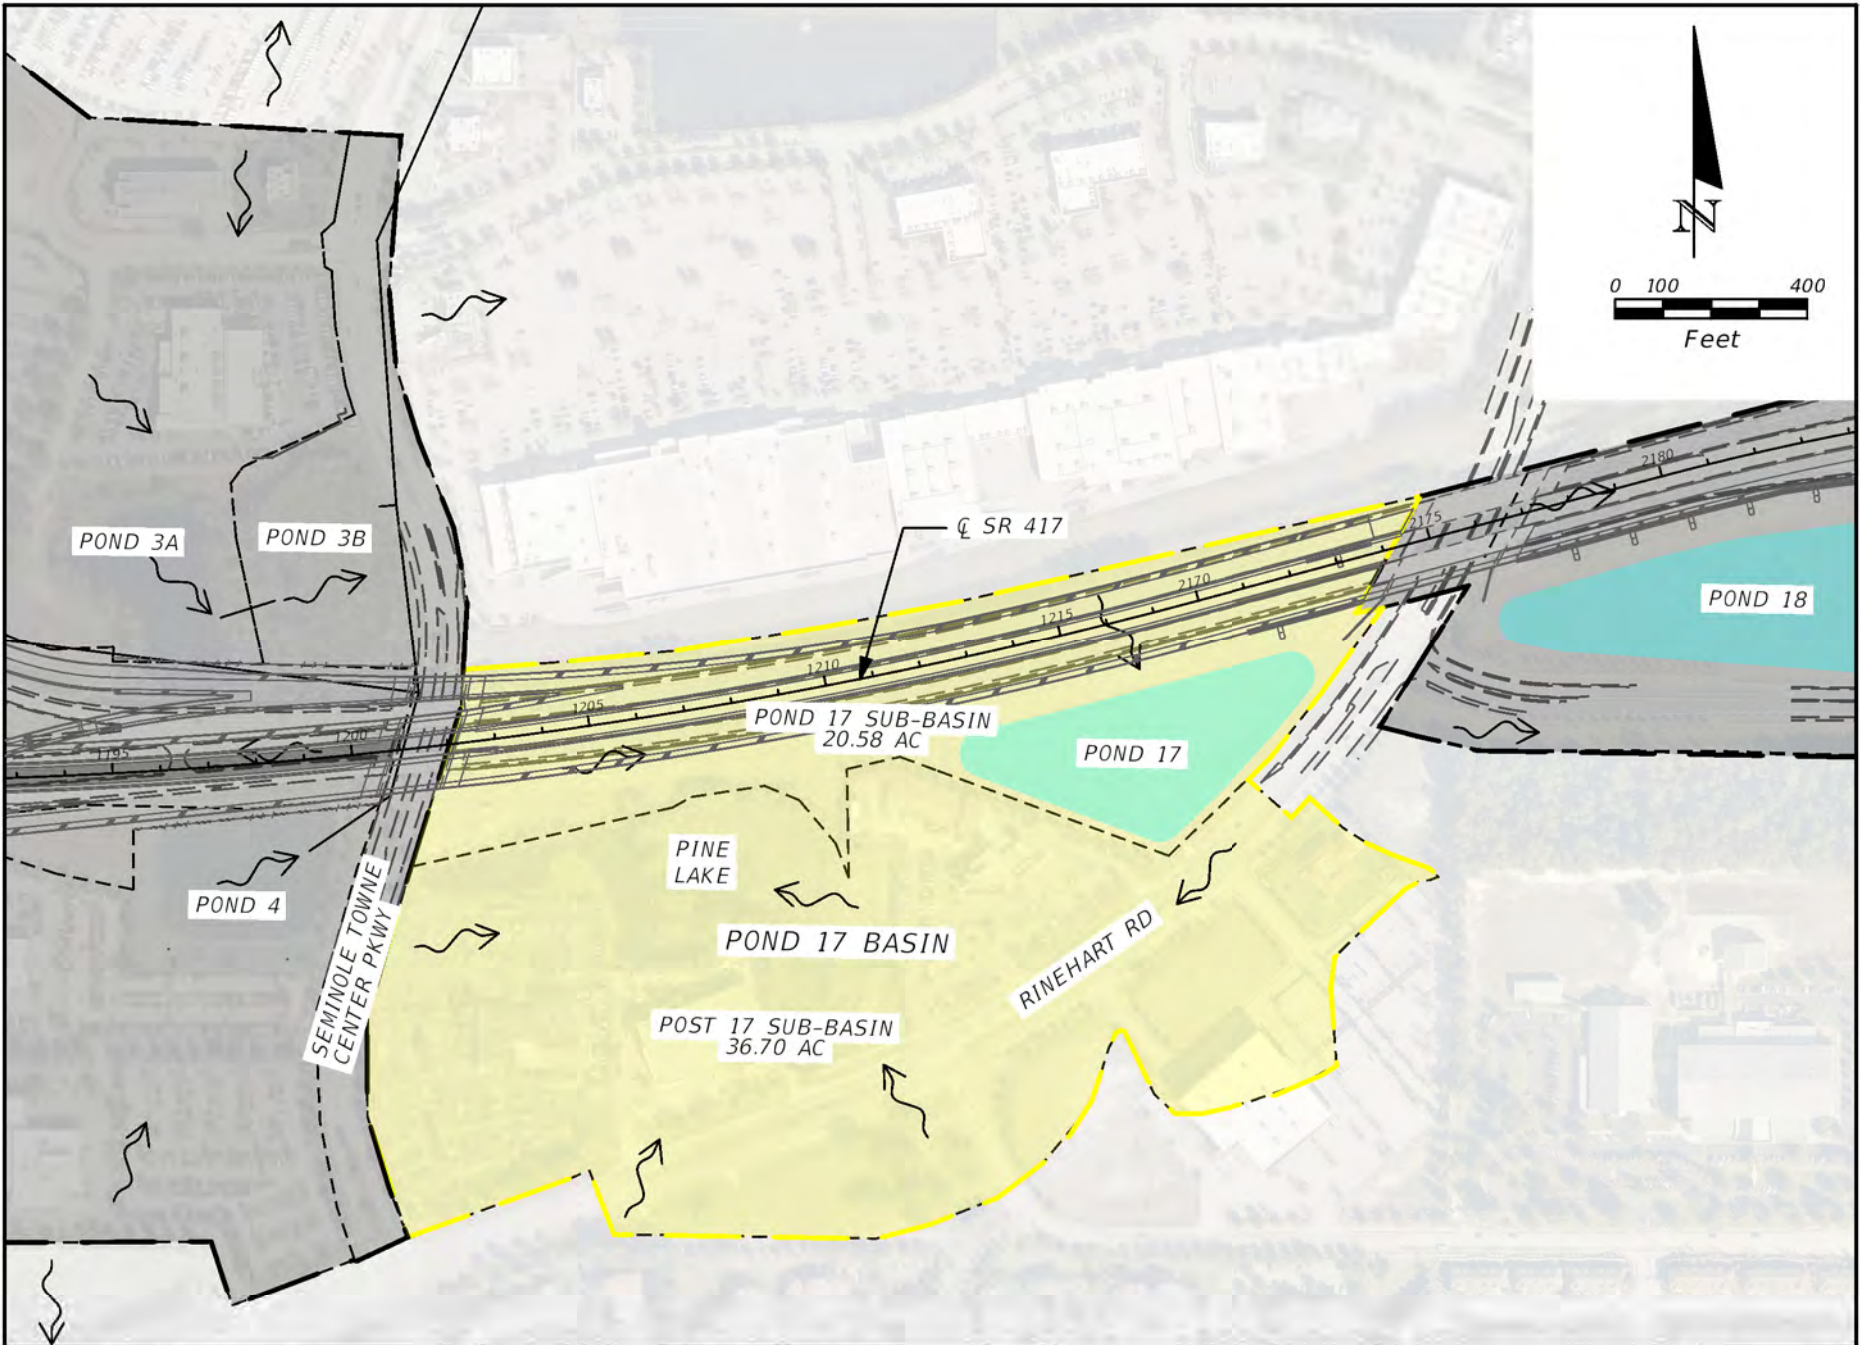 N
0 100 400
Feet
2180
2175
℄ SR 417
POND 3A
POND 3B
2170
POND 18
1215
1210
1205
POND 17 SUB-BASIN
20.58 AC
1200
1195
POND 17
PINE
LAKE
POND 4
POND 17 BASIN
SEMINOLE TOWNE
CENTER PKWY
RINEHART RD
POST 17 SUB-BASIN
36.70 AC